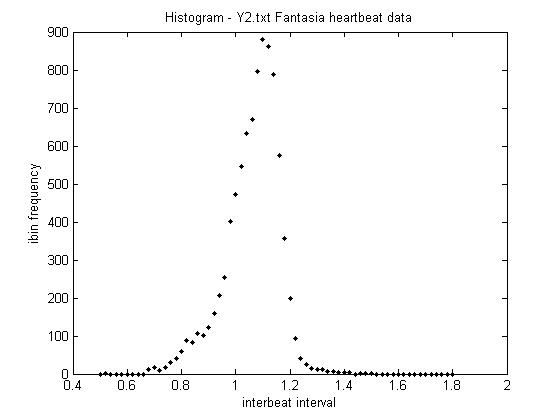 Histogram - Y2.txt Fantasia heartbeat data
900
800
700
600
500
400
300
200
100
0
0.4 0.6 0.8 1 1.2 1.4 1.6 1.8 2
ibin frequency
interbeat interval